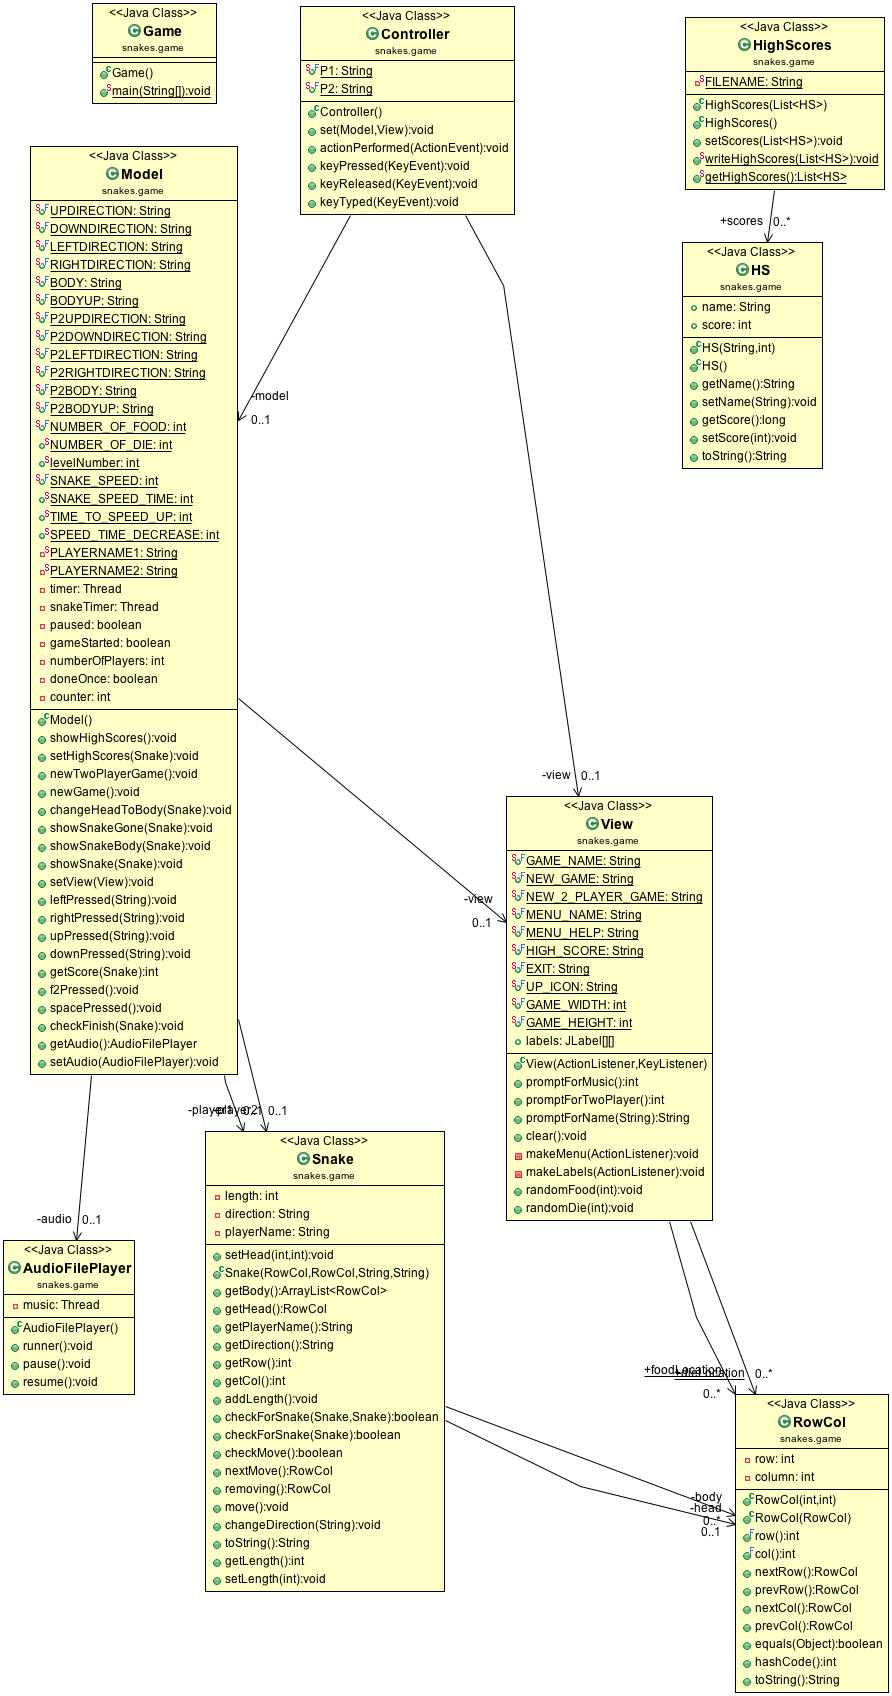 <<Java Class>>
Game
snakes.game
Game()
main(String[]):void
<<Java Class>>
Controller
snakes.game
P1: String
P2: String
Controller()
set(Model,View):void
actionPerformed(ActionEvent):void
keyPressed(KeyEvent):void
keyReleased(KeyEvent):void
keyTyped(KeyEvent):void
<<Java Class>>
HighScores
snakes.game
FILENAME: String
HighScores(List<HS>)
HighScores()
setScores(List<HS>):void
writeHighScores(List<HS>):void
getHighScores():List<HS>
+scores 0..*
<<Java Class>>
HS
snakes.game
name: String
score: int
HS(String,int)
HS()
getName():String
setName(String):void
getScore():long
setScore(int):void
toString():String
<<Java Class>>
Model
snakes.game
UPDIRECTION: String
DOWNDIRECTION: String
LEFTDIRECTION: String
RIGHTDIRECTION: String
BODY: String
BODYUP: String
P2UPDIRECTION: String
P2DOWNDIRECTION: String
P2LEFTDIRECTION: String
P2RIGHTDIRECTION: String
P2BODY: String
P2BODYUP: String
NUMBER_OF_FOOD: int
NUMBER_OF_DIE: int
levelNumber: int
SNAKE_SPEED: int
SNAKE_SPEED_TIME: int
TIME_TO_SPEED_UP: int
SPEED_TIME_DECREASE: int
PLAYERNAME1: String
PLAYERNAME2: String
timer: Thread
snakeTimer: Thread
paused: boolean
gameStarted: boolean
numberOfPlayers: int
doneOnce: boolean
counter: int
Model()
showHighScores():void
setHighScores(Snake):void
newTwoPlayerGame():void
newGame():void
changeHeadToBody(Snake):void
showSnakeGone(Snake):void
showSnakeBody(Snake):void
showSnake(Snake):void
setView(View):void
leftPressed(String):void
rightPressed(String):void
upPressed(String):void
downPressed(String):void
getScore(Snake):int
f2Pressed():void
spacePressed():void
checkFinish(Snake):void
getAudio():AudioFilePlayer
setAudio(AudioFilePlayer):void
-model
0..1
-view 0..1
-view
0..1
<<Java Class>>
View
snakes.game
GAME_NAME: String
NEW_GAME: String
NEW_2_PLAYER_GAME: String
MENU_NAME: String
MENU_HELP: String
HIGH_SCORE: String
EXIT: String
UP_ICON: String
GAME_WIDTH: int
GAME_HEIGHT: int
labels: JLabel[][]
View(ActionListener,KeyListener)
promptForMusic():int
promptForTwoPlayer():int
promptForName(String):String
clear():void
makeMenu(ActionListener):void
makeLabels(ActionListener):void
randomFood(int):void
randomDie(int):void
-player1 0..1
-player2 0..1
<<Java Class>>
Snake
snakes.game
length: int
direction: String
playerName: String
setHead(int,int):void
Snake(RowCol,RowCol,String,String)
getBody():ArrayList<RowCol>
getHead():RowCol
getPlayerName():String
getDirection():String
getRow():int
getCol():int
addLength():void
checkForSnake(Snake,Snake):boolean
checkForSnake(Snake):boolean
checkMove():boolean
nextMove():RowCol
removing():RowCol
move():void
changeDirection(String):void
toString():String
getLength():int
setLength(int):void
-audio 0..1
<<Java Class>>
AudioFilePlayer
snakes.game
music: Thread
AudioFilePlayer()
runner():void
pause():void
resume():void
+foodLocation
0..*
+dieLocation 0..*
-body
0..*
-head
0..1
<<Java Class>>
RowCol
snakes.game
row: int
column: int
RowCol(int,int)
RowCol(RowCol)
row():int
col():int
nextRow():RowCol
prevRow():RowCol
nextCol():RowCol
prevCol():RowCol
equals(Object):boolean
hashCode():int
toString():String